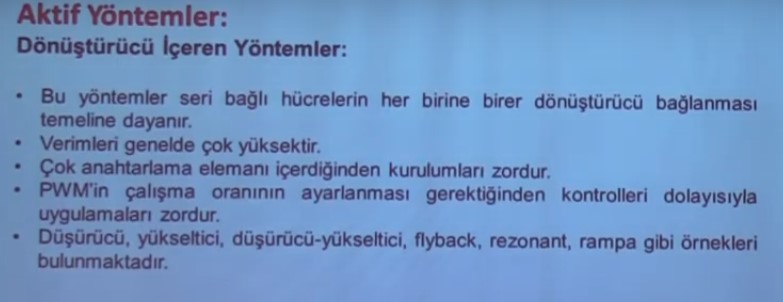 Aktif Yöntemler:
Dönüştürücü İçeren Yöntemler:
• Bu yöntemler seri bağlı hücrelerin her birine birer dönüştürücü bağlanması
temeline dayanır.
• Verimleri genelde çok yüksektir.
• Çok anahtarlama elemanı içerdiğinden kurulumları zordur.
• PWM'in çalışma oranının ayarlanması gerektiğinden kontrolleri dolayısıyla
uygulamaları zordur.
• Düşürücü, yükseltici, düşürücü-yükseltici, flyback, rezonant, rampa gibi örnekleri
bulunmaktadır.